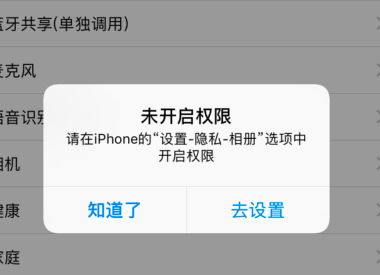 蓝牙共享(单独调用)
麦克风
语音识别
相机
健康
家庭
未开启权限
请在iPhone的“设置-隐私-相册”选项中
开启权限
知道了
去设置